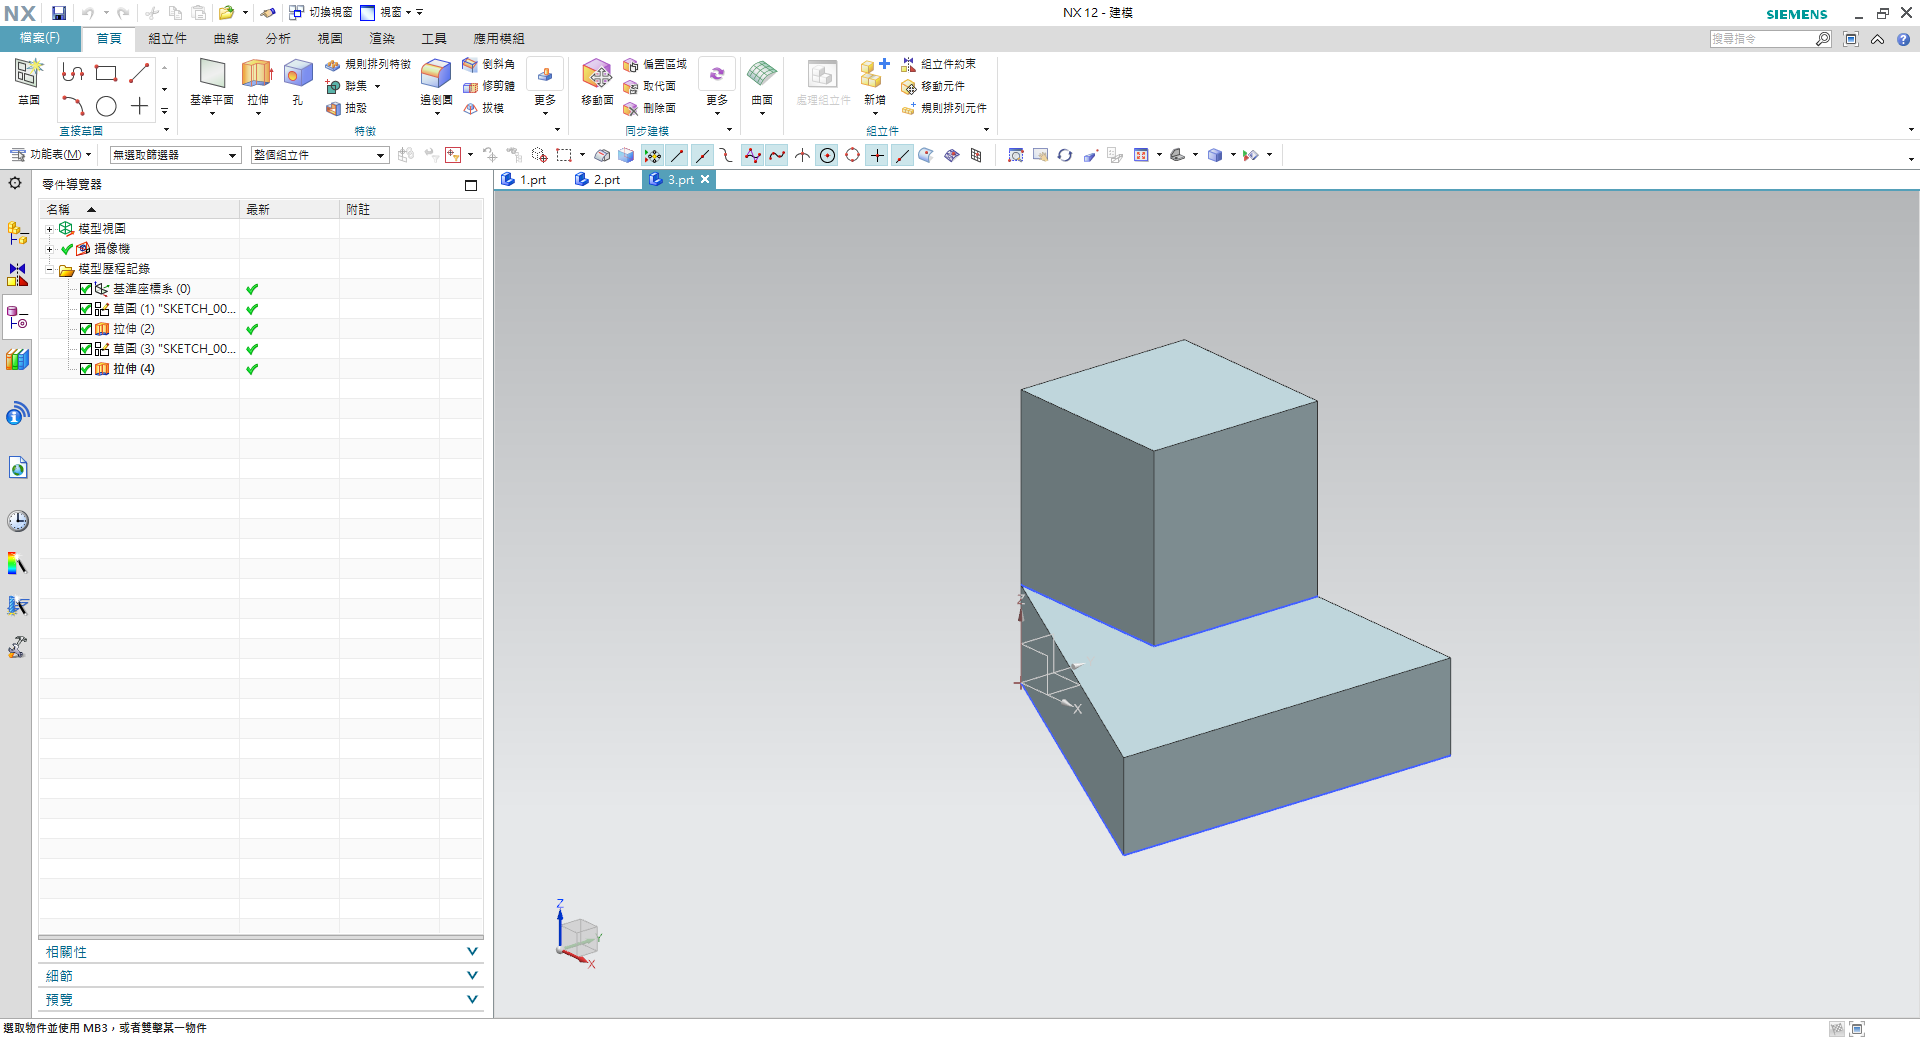 NX 切換視窗 視窗 NX 12 - 建模 SIEMENS
檔案(F) 首頁 組立件 曲線 分析 視圖 渲染 工具 應用模組 搜尋指令
草圖 基準平面 拉伸 孔 規則排列特徵 邊倒圓 倒斜角 更多 移動面 偏置區域 更多 曲面 處理組立件 新增 組立件約束
聯集 修剪體 取代面 移動元件
抽殼 拔模 刪除面 規則排列元件
直接草圖 特徵 同步建模 組立件
功能表(M) 無選取篩選器 整個組立件
零件導覽器 1.prt 2.prt 3.prt
名稱 最新 附註
模型視圖
攝像機
模型歷程記錄
基準座標系 (0)
草圖 (1) "SKETCH_00...
拉伸 (2)
草圖 (3) "SKETCH_00...
拉伸 (4)
Z
X
Z
Y
X
相關性
細節
預覽
選取物件並使用 MB3，或者雙擊某一物件